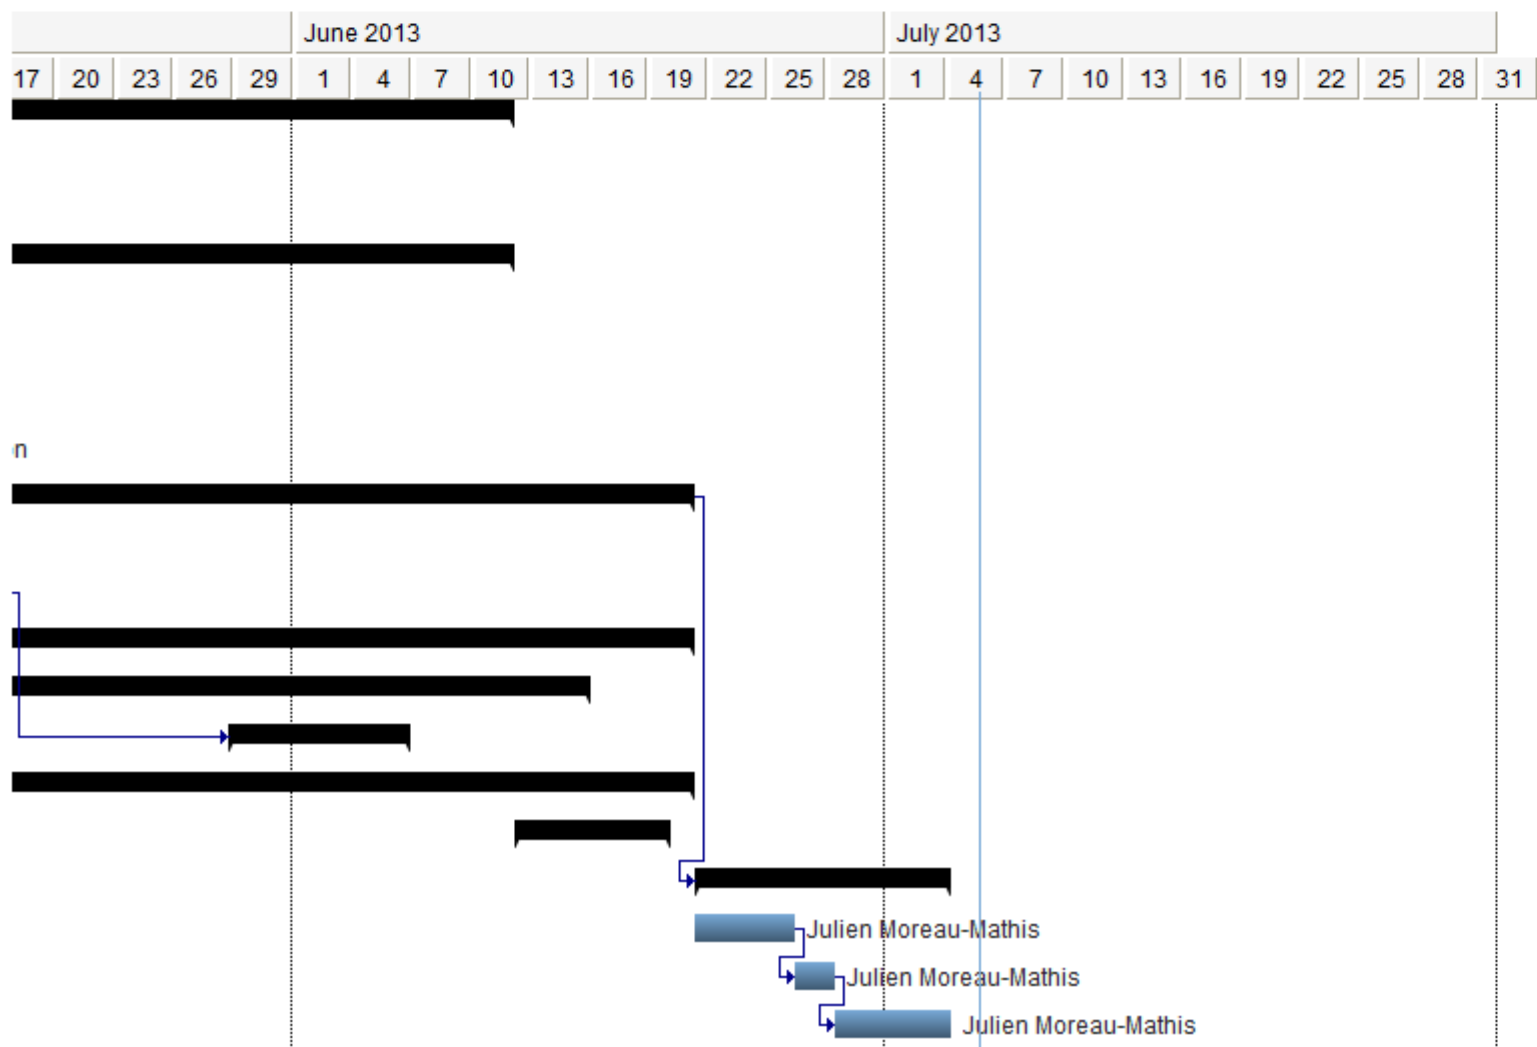 June 2013 July 2013
17 20 23 26 29 1 4 7 10 13 16 19 22 25 28 1 4 7 10 13 16 19 22 25 28 31
n
Julien Moreau-Mathis
Julien Moreau-Mathis
Julien Moreau-Mathis